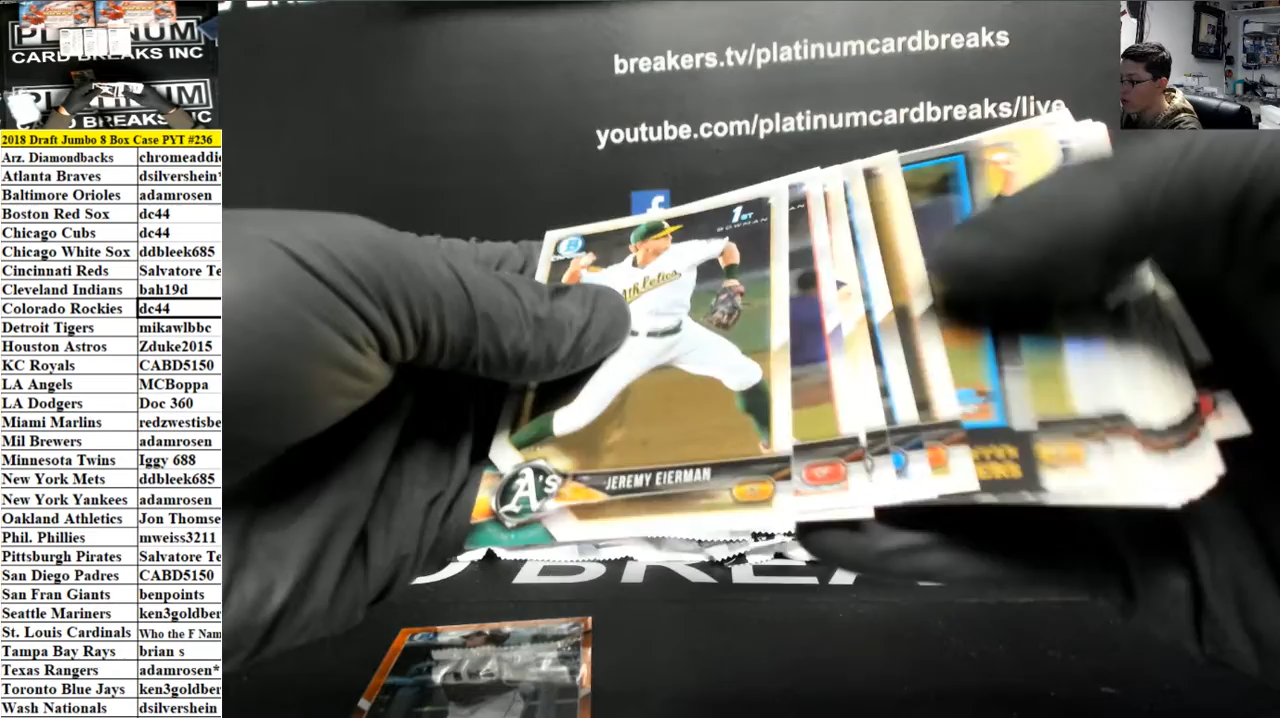 PLATINUM
CARD BREAKS INC
2018 Draft Jumbo 8 Box Case PYT #236
Arz. Diamondbacks chromeaddi
Atlanta Braves dsilvershein*
Baltimore Orioles adamrosen
Boston Red Sox dc44
Chicago Cubs dc44
Chicago White Sox ddbleek685
Cincinnati Reds Salvatore Te
Cleveland Indians bah19d
Colorado Rockies dc44
Detroit Tigers mikawlbbc
Houston Astros Zduke2015
KC Royals CABD5150
LA Angels MCBoppa
LA Dodgers Doc 360
Miami Marlins redzwestisbe
Mil Brewers adamrosen
Minnesota Twins Iggy 688
New York Mets ddbleek685
New York Yankees adamrosen
Oakland Athletics Jon Thomse
Phil. Phillies mweiss3211
Pittsburgh Pirates Salvatore Te
San Diego Padres CABD5150
San Fran Giants benpoints
Seattle Mariners ken3goldber
St. Louis Cardinals Who the F Nam
Tampa Bay Rays brian s
Texas Rangers adamrosen*
Toronto Blue Jays ken3goldber
Wash Nationals dsilvershein
breakers.tv/platinumcardbreaks
youtube.com/platinumcardbreaks/live
f
1ST
BOWMAN
Athletics
A's
JEREMY EIERMAN
D BREA